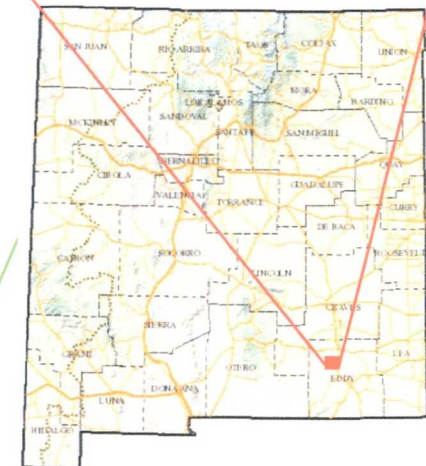 SAN JUAN RIO ARRIBA TAOS COLFAX UNION
MORA HARDING
LOS ALAMOS
MCKINLEY SANDOVAL SANTA FE SAN MIGUEL
BERNALILLO QUAY
CIBOLA VALENCIA TORRANCE GUADALUPE
CURRY
DE BACA
CATRON SOCORRO ROOSEVELT
LINCOLN
CHAVES
SIERRA
GRANT OTERO LEA
EDDY
DONA ANA
LUNA
HIDALGO